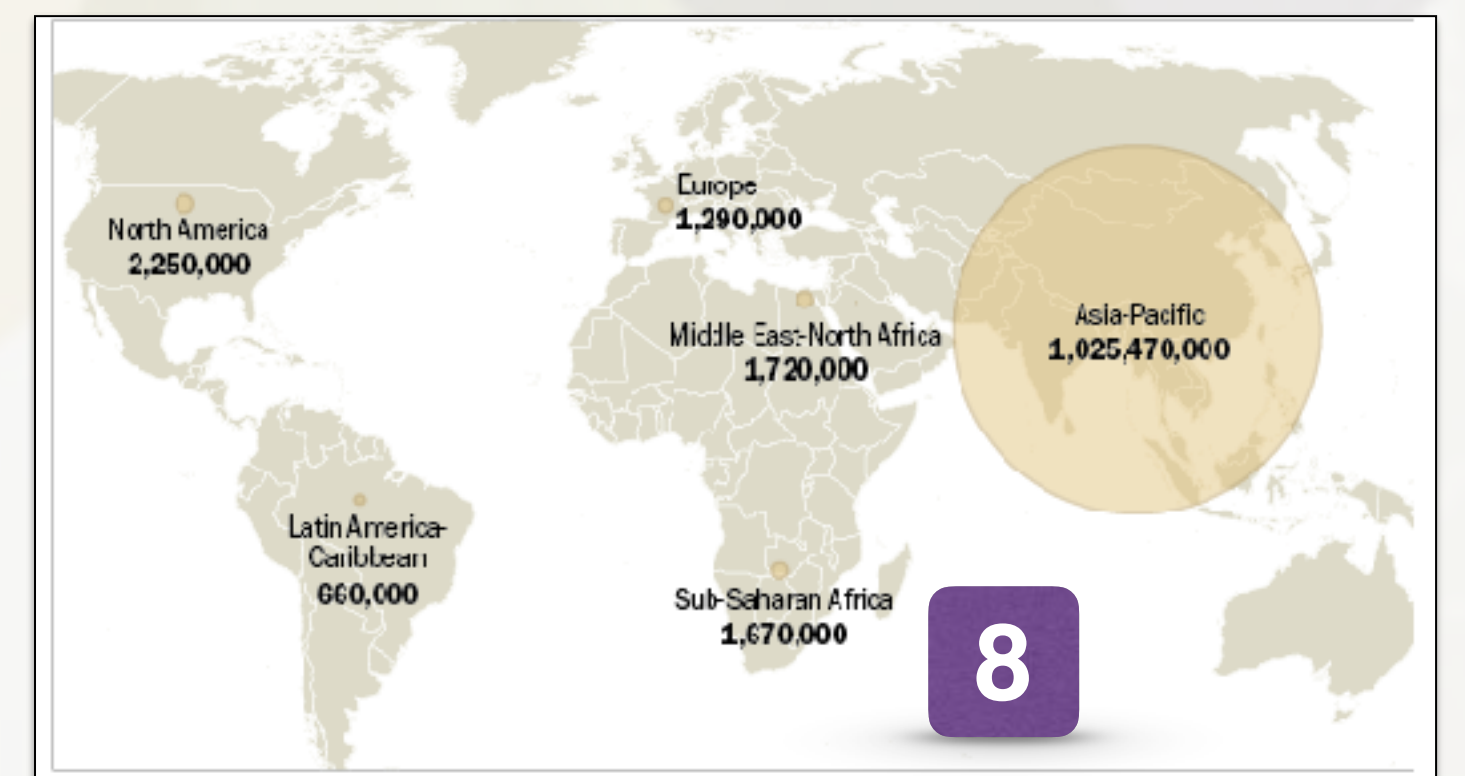 North America
2,250,000
Europe
1,290,000
Middle East-North Africa
1,720,000
Asia-Pacific
1,025,470,000
Latin America-
Caribbean
660,000
Sub-Saharan Africa
1,670,000
8